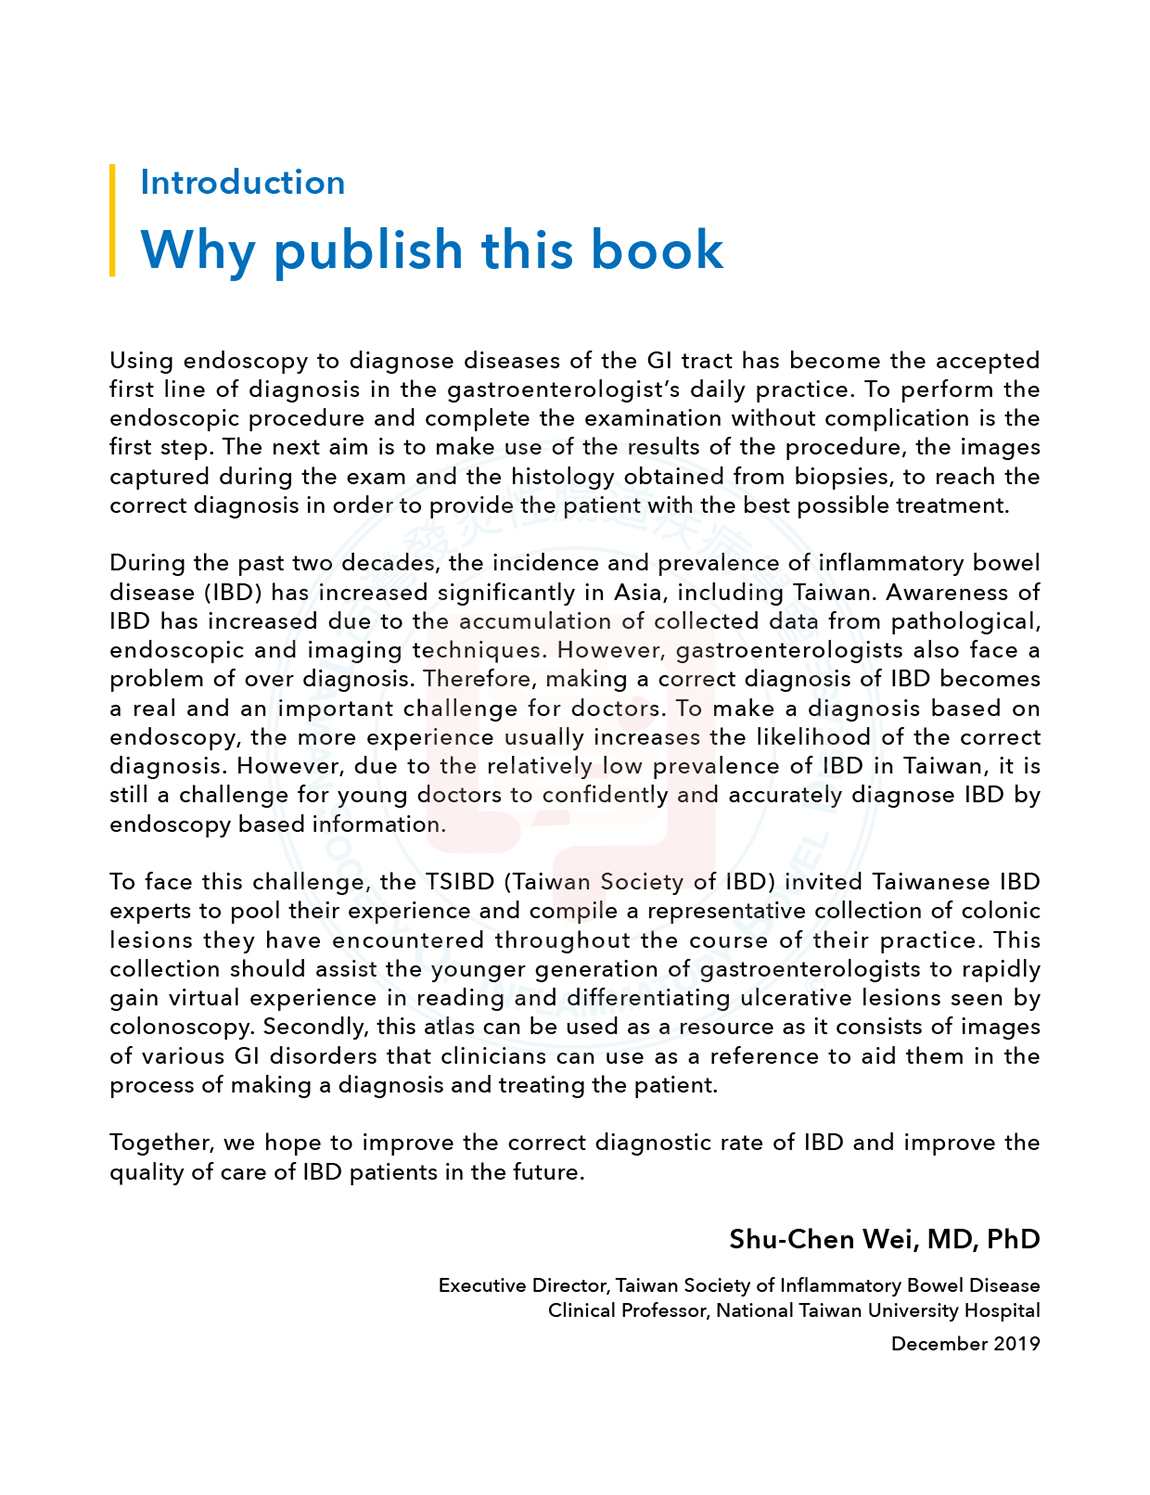 Introduction
Why publish this book
Using endoscopy to diagnose diseases of the GI tract has become the accepted
first line of diagnosis in the gastroenterologist’s daily practice. To perform the
endoscopic procedure and complete the examination without complication is the
first step. The next aim is to make use of the results of the procedure, the images
captured during the exam and the histology obtained from biopsies, to reach the
correct diagnosis in order to provide the patient with the best possible treatment.
During the past two decades, the incidence and prevalence of inflammatory bowel
disease (IBD) has increased significantly in Asia, including Taiwan. Awareness of
IBD has increased due to the accumulation of collected data from pathological,
endoscopic and imaging techniques. However, gastroenterologists also face a
problem of over diagnosis. Therefore, making a correct diagnosis of IBD becomes
a real and an important challenge for doctors. To make a diagnosis based on
endoscopy, the more experience usually increases the likelihood of the correct
diagnosis. However, due to the relatively low prevalence of IBD in Taiwan, it is
still a challenge for young doctors to confidently and accurately diagnose IBD by
endoscopy based information.
To face this challenge, the TSIBD (Taiwan Society of IBD) invited Taiwanese IBD
experts to pool their experience and compile a representative collection of colonic
lesions they have encountered throughout the course of their practice. This
collection should assist the younger generation of gastroenterologists to rapidly
gain virtual experience in reading and differentiating ulcerative lesions seen by
colonoscopy. Secondly, this atlas can be used as a resource as it consists of images
of various GI disorders that clinicians can use as a reference to aid them in the
process of making a diagnosis and treating the patient.
Together, we hope to improve the correct diagnostic rate of IBD and improve the
quality of care of IBD patients in the future.
Shu-Chen Wei, MD, PhD
Executive Director, Taiwan Society of Inflammatory Bowel Disease
Clinical Professor, National Taiwan University Hospital
December 2019
台灣發炎性腸道疾病學會
TAIWAN SOCIETY OF INFLAMMATORY BOWEL DISEASE
©